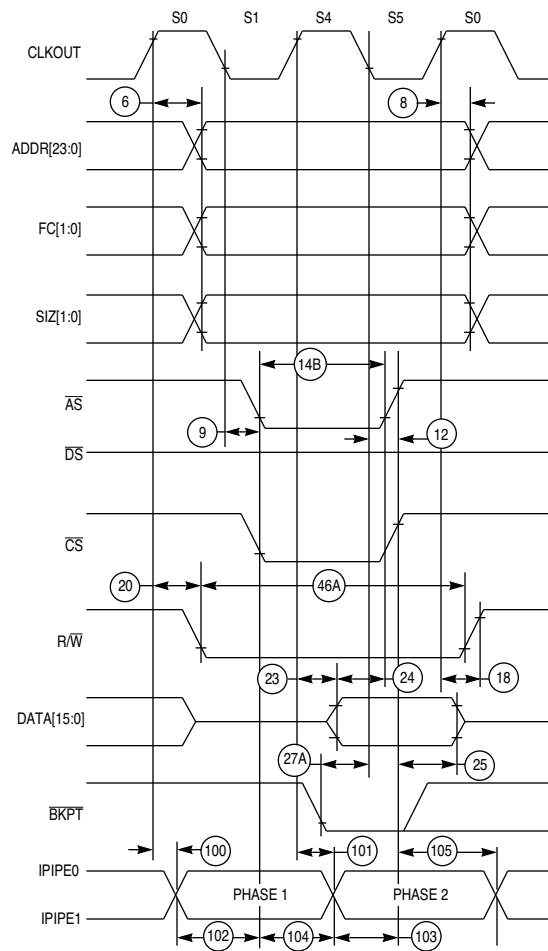 S0 S1 S4 S5 S0
CLKOUT
6 8
ADDR[23:0]
FC[1:0]
SIZ[1:0]
14B
AS
9 12
DS
CS
20 46A
R/W
23 24 18
DATA[15:0]
27A 25
BKPT
100 101 105
IPIPE0
PHASE 1 PHASE 2
IPIPE1
102 104 103